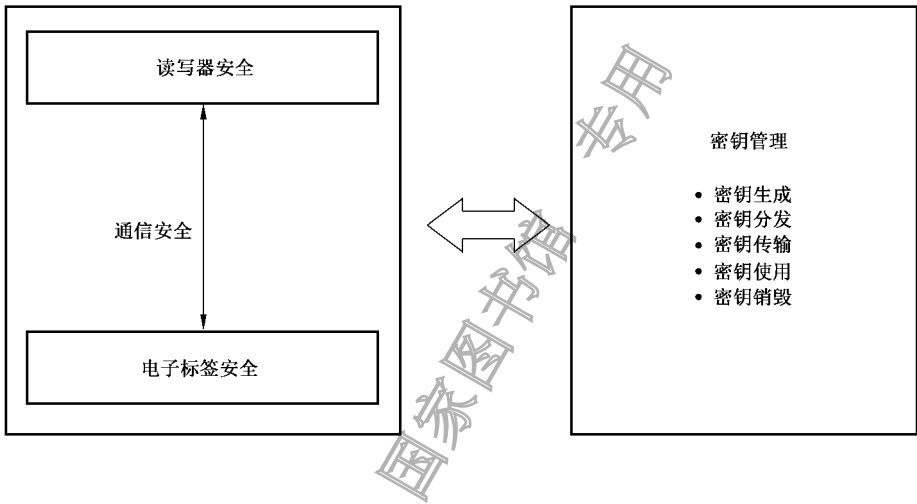 读写器安全
通信安全
电子标签安全
密钥管理
• 密钥生成
• 密钥分发
• 密钥传输
• 密钥使用
• 密钥销毁
国家图书馆专用